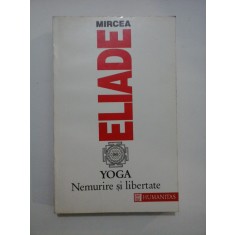 MIRCEA
ELIADE
YOGA
Nemurire și libertate
HUMANITAS